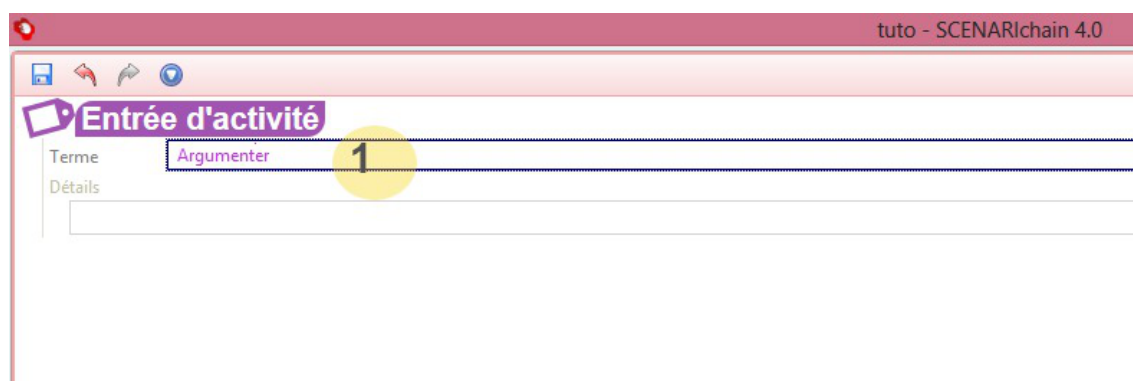 tuto - SCENARIchain 4.0
Entrée d'activité
Terme Argumenter 1
Détails